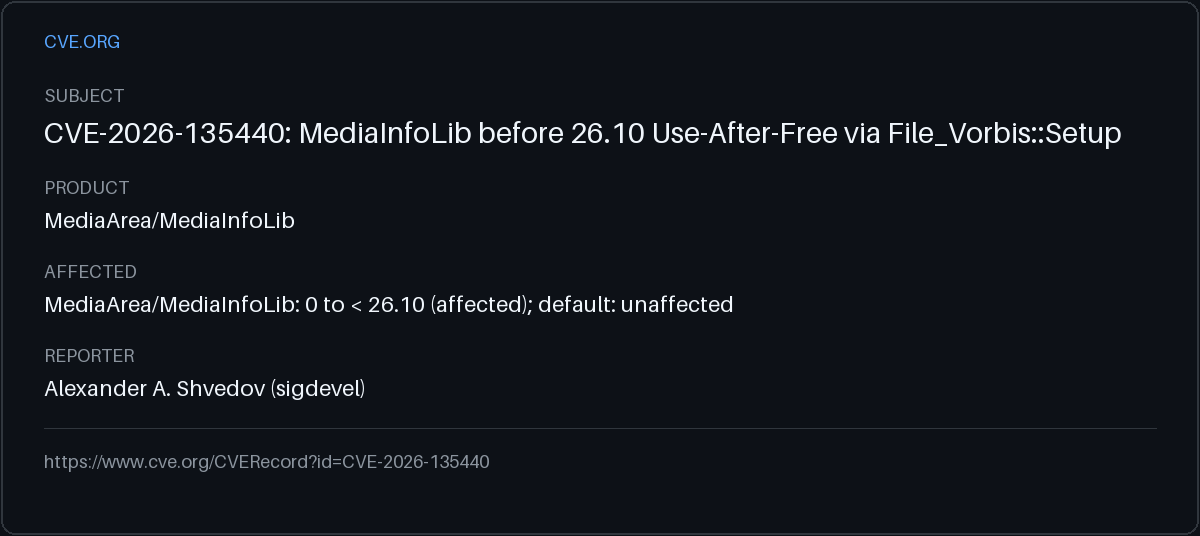 CVE.ORG
SUBJECT
CVE-2026-135440: MediaInfoLib before 26.10 Use-After-Free via File_Vorbis::Setup
PRODUCT
MediaArea/MediaInfoLib
AFFECTED
MediaArea/MediaInfoLib: 0 to < 26.10 (affected); default: unaffected
REPORTER
Alexander A. Shvedov (sigdevel)
https://www.cve.org/CVERecord?id=CVE-2026-135440